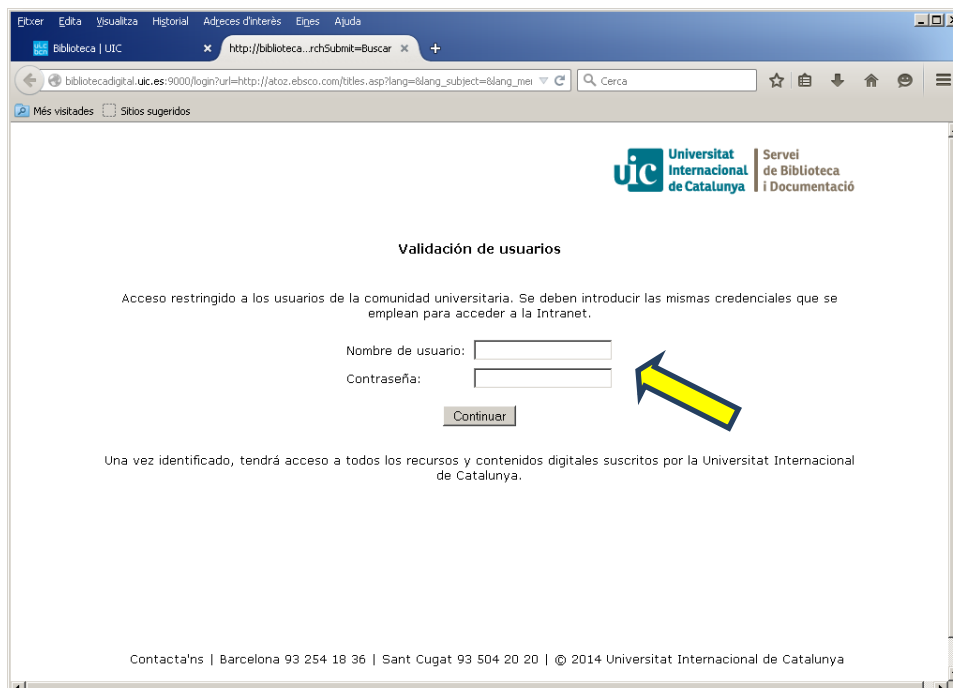 Fitxer Edita Visualitza Historial Adreces d'interès Eines Ajuda
uic bcn Biblioteca | UIC × http://biblioteca...rchSubmit=Buscar × +
bibliotecadigital.uic.es:9000/login?url=http://atoz.ebsco.com/titles.asp?lang=&lang_subject=&lang_mei Cerca
Més visitades Sitios sugeridos
uic
Universitat
Internacional
de Catalunya
Servei
de Biblioteca
i Documentació
Validación de usuarios
Acceso restringido a los usuarios de la comunidad universitaria. Se deben introducir las mismas credenciales que se
emplean para acceder a la Intranet.
Nombre de usuario:
Contraseña:
Continuar
Una vez identificado, tendrá acceso a todos los recursos y contenidos digitales suscritos por la Universitat Internacional
de Catalunya.
Contacta'ns | Barcelona 93 254 18 36 | Sant Cugat 93 504 20 20 | © 2014 Universitat Internacional de Catalunya